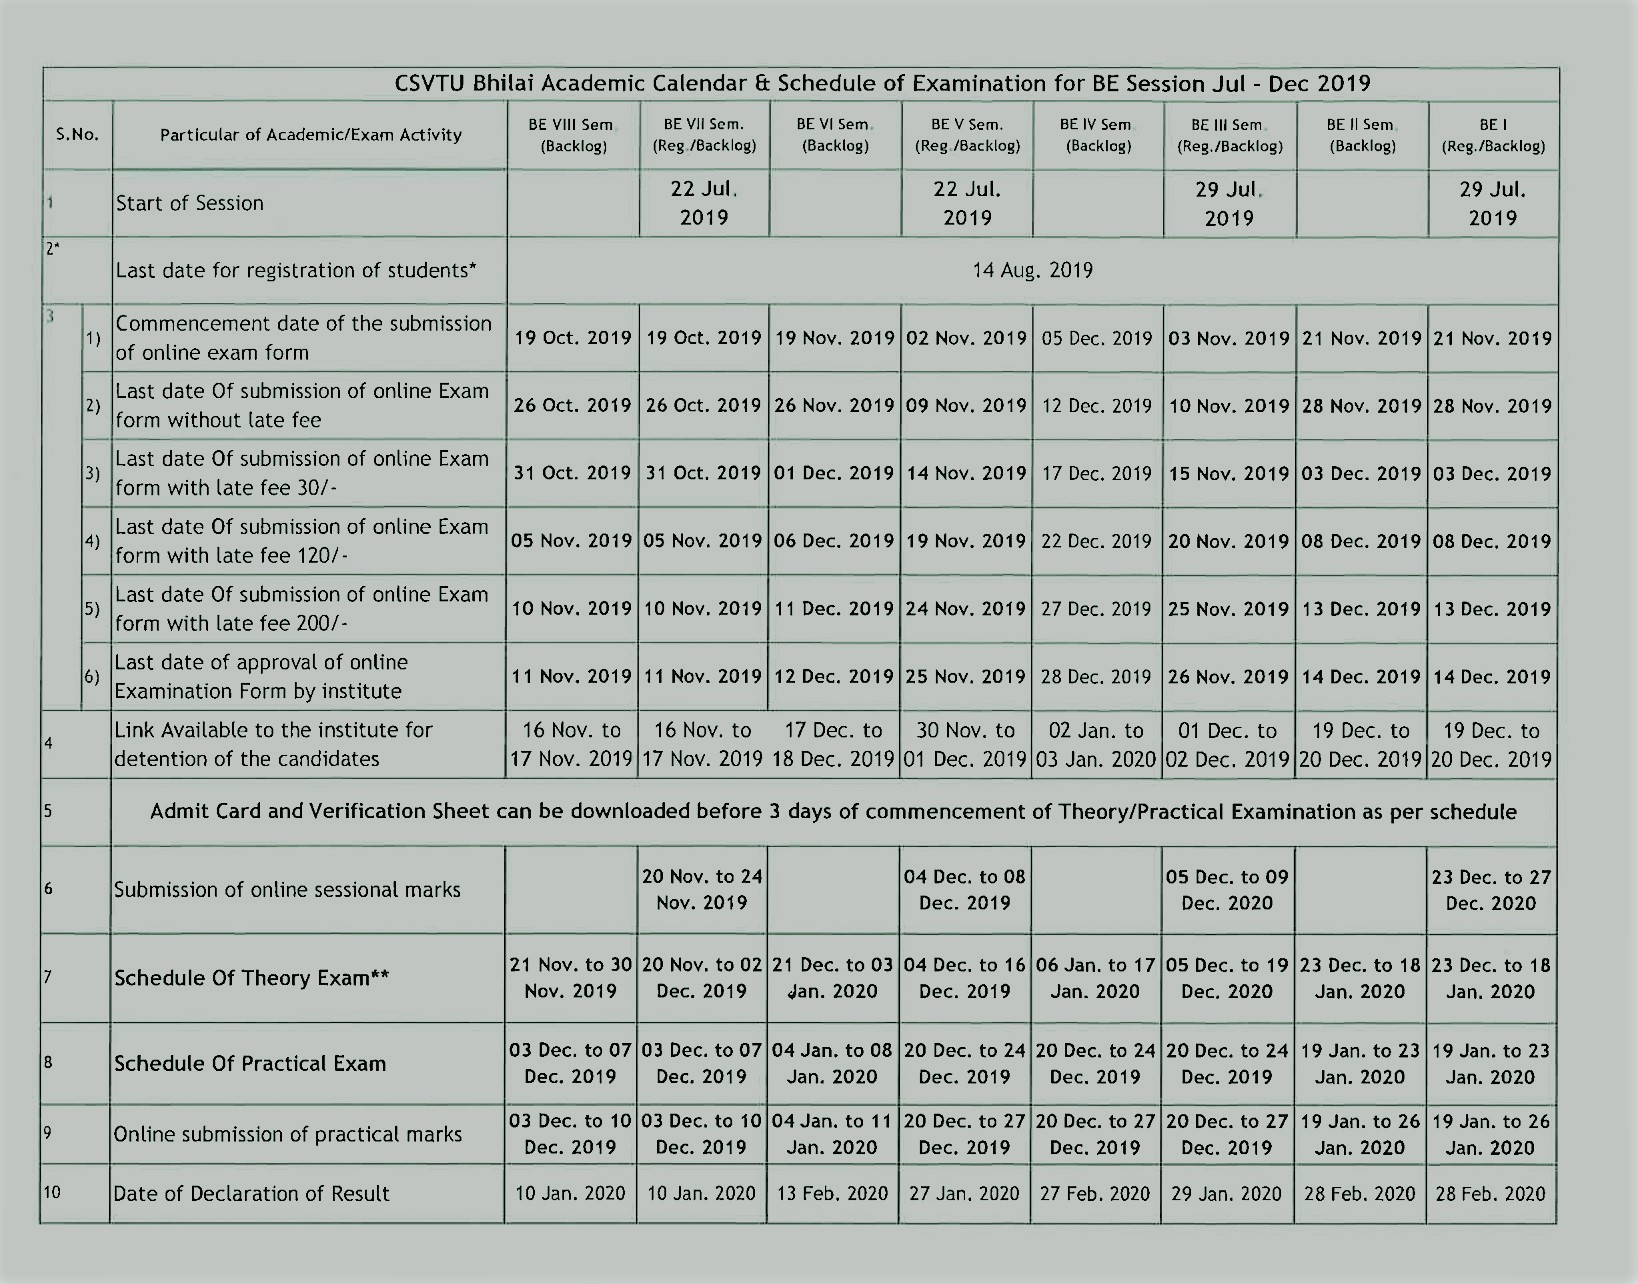 CSVTU Bhilai Academic Calendar & Schedule of Examination for BE Session Jul - Dec 2019
S.No. Particular of Academic/Exam Activity BE VIII Sem. (Backlog) BE VII Sem. (Reg./Backlog) BE VI Sem. (Backlog) BE V Sem. (Reg./Backlog) BE IV Sem (Backlog) BE III Sem (Reg./Backlog) BE II Sem (Backlog) BE I (Reg./Backlog)
1 Start of Session 22 Jul. 2019 22 Jul. 2019 29 Jul. 2019 29 Jul. 2019
2* Last date for registration of students* 14 Aug. 2019
3 1) Commencement date of the submission of online exam form 19 Oct. 2019 19 Oct. 2019 19 Nov. 2019 02 Nov. 2019 05 Dec. 2019 03 Nov. 2019 21 Nov. 2019 21 Nov. 2019
2) Last date Of submission of online Exam form without late fee 26 Oct. 2019 26 Oct. 2019 26 Nov. 2019 09 Nov. 2019 12 Dec. 2019 10 Nov. 2019 28 Nov. 2019 28 Nov. 2019
3) Last date Of submission of online Exam form with late fee 30/- 31 Oct. 2019 31 Oct. 2019 01 Dec. 2019 14 Nov. 2019 17 Dec. 2019 15 Nov. 2019 03 Dec. 2019 03 Dec. 2019
4) Last date Of submission of online Exam form with late fee 120/- 05 Nov. 2019 05 Nov. 2019 06 Dec. 2019 19 Nov. 2019 22 Dec. 2019 20 Nov. 2019 08 Dec. 2019 08 Dec. 2019
5) Last date Of submission of online Exam form with late fee 200/- 10 Nov. 2019 10 Nov. 2019 11 Dec. 2019 24 Nov. 2019 27 Dec. 2019 25 Nov. 2019 13 Dec. 2019 13 Dec. 2019
6) Last date of approval of online Examination Form by institute 11 Nov. 2019 11 Nov. 2019 12 Dec. 2019 25 Nov. 2019 28 Dec. 2019 26 Nov. 2019 14 Dec. 2019 14 Dec. 2019
4 Link Available to the institute for detention of the candidates 16 Nov. to 17 Nov. 2019 16 Nov. to 17 Nov. 2019 17 Dec. to 18 Dec. 2019 30 Nov. to 01 Dec. 2019 02 Jan. to 03 Jan. 2020 01 Dec. to 02 Dec. 2019 19 Dec. to 20 Dec. 2019 19 Dec. to 20 Dec. 2019
5 Admit Card and Verification Sheet can be downloaded before 3 days of commencement of Theory/Practical Examination as per schedule
6 Submission of online sessional marks 20 Nov. to 24 Nov. 2019 04 Dec. to 08 Dec. 2019 05 Dec. to 09 Dec. 2020 23 Dec. to 27 Dec. 2020
7 Schedule Of Theory Exam** 21 Nov. to 30 Nov. 2019 20 Nov. to 02 Dec. 2019 21 Dec. to 03 Jan. 2020 04 Dec. to 16 Dec. 2019 06 Jan. to 17 Jan. 2020 05 Dec. to 19 Dec. 2020 23 Dec. to 18 Jan. 2020 23 Dec. to 18 Jan. 2020
8 Schedule Of Practical Exam 03 Dec. to 07 Dec. 2019 03 Dec. to 07 Dec. 2019 04 Jan. to 08 Jan. 2020 20 Dec. to 24 Dec. 2019 20 Dec. to 24 Dec. 2019 20 Dec. to 24 Dec. 2019 19 Jan. to 23 Jan. 2020 19 Jan. to 23 Jan. 2020
9 Online submission of practical marks 03 Dec. to 10 Dec. 2019 03 Dec. to 10 Dec. 2019 04 Jan. to 11 Jan. 2020 20 Dec. to 27 Dec. 2019 20 Dec. to 27 Dec. 2019 20 Dec. to 27 Dec. 2019 19 Jan. to 26 Jan. 2020 19 Jan. to 26 Jan. 2020
10 Date of Declaration of Result 10 Jan. 2020 10 Jan. 2020 13 Feb. 2020 27 Jan. 2020 27 Feb. 2020 29 Jan. 2020 28 Feb. 2020 28 Feb. 2020